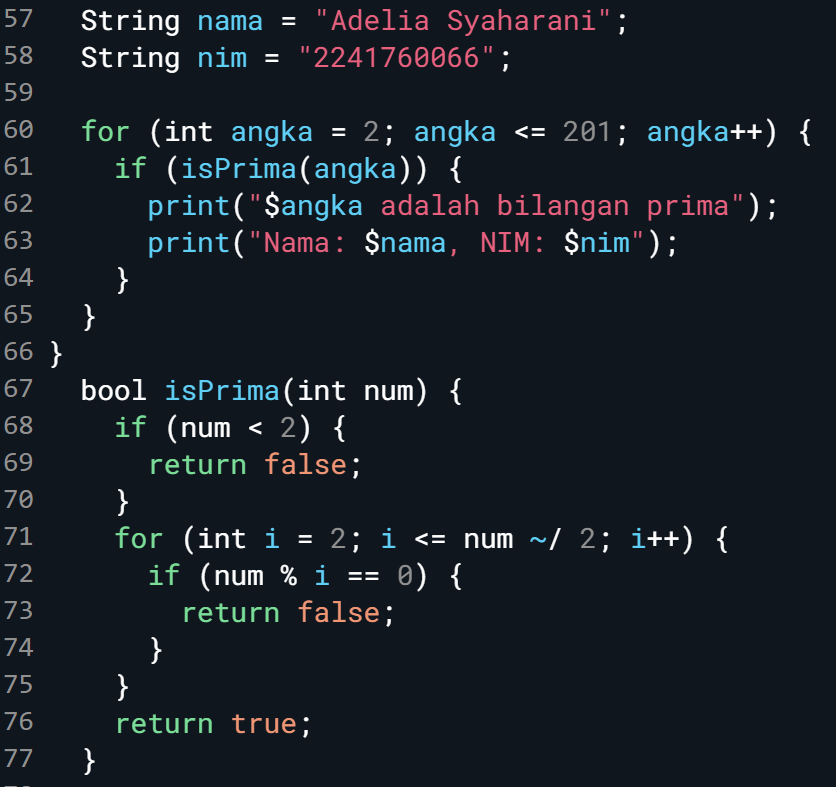 57 String nama = "Adelia Syaharani";
58 String nim = "2241760066";
59
60 for (int angka = 2; angka <= 201; angka++) {
61 if (isPrima(angka)) {
62 print("$angka adalah bilangan prima");
63 print("Nama: $nama, NIM: $nim");
64 }
65 }
66 }
67 bool isPrima(int num) {
68 if (num < 2) {
69 return false;
70 }
71 for (int i = 2; i <= num ~/ 2; i++) {
72 if (num % i == 0) {
73 return false;
74 }
75 }
76 return true;
77 }